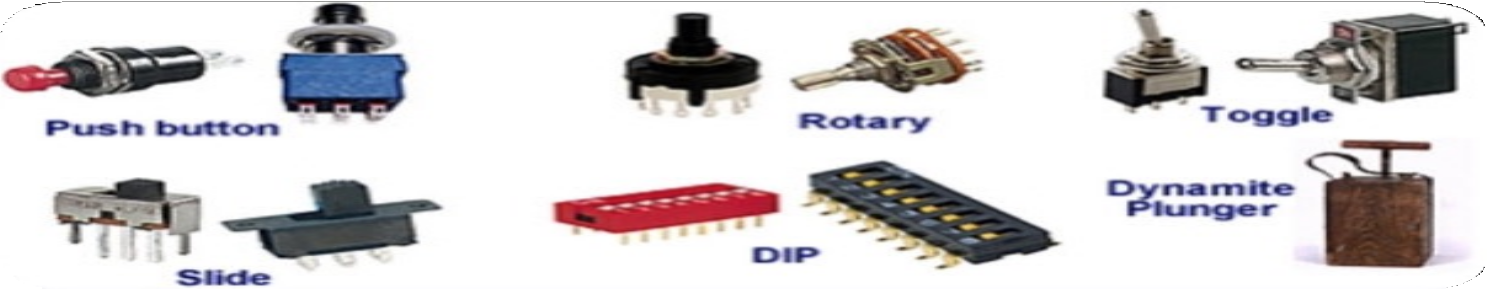 Push button
Rotary
Toggle
Slide
DIP
Dynamite
Plunger